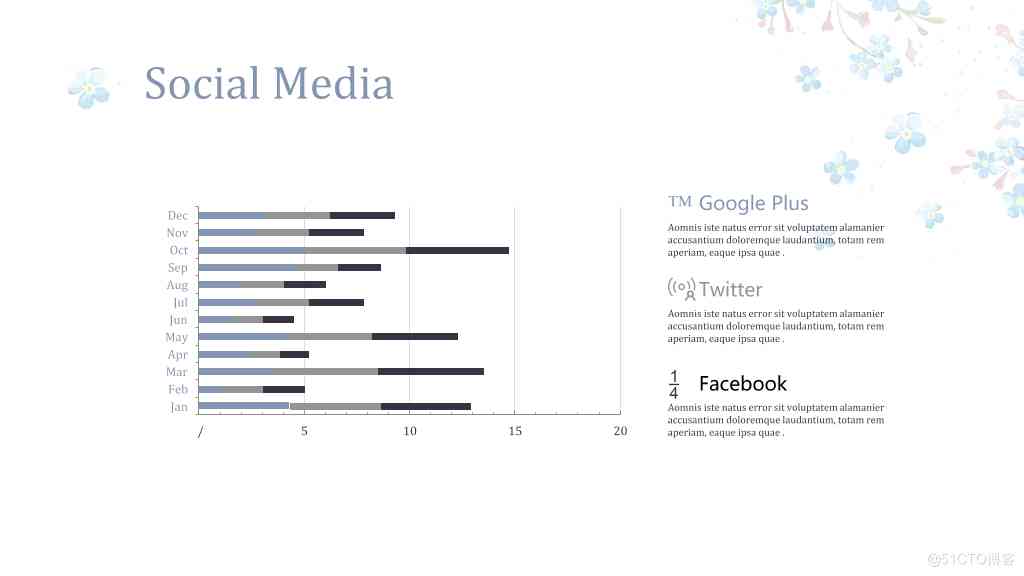 Social Media
Dec
Nov
Oct
Sep
Aug
Jul
Jun
May
Apr
Mar
Feb
Jan
/ 5 10 15 20
™ Google Plus
Aomnis iste natus error sit voluptatem alamanier
accusantium doloremque laudantium, totam rem
aperiam, eaque ipsa quae .
Twitter
Aomnis iste natus error sit voluptatem alamanier
accusantium doloremque laudantium, totam rem
aperiam, eaque ipsa quae .
1
4
Facebook
Aomnis iste natus error sit voluptatem alamanier
accusantium doloremque laudantium, totam rem
aperiam, eaque ipsa quae .
@51CTO博客